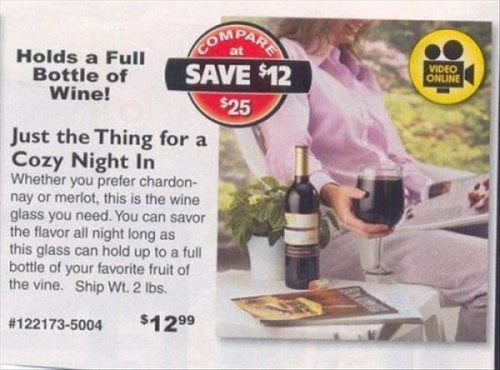 Holds a Full
Bottle of
Wine!
COMPARE
at
SAVE $12
$25
VIDEO
ONLINE
Just the Thing for a
Cozy Night In
Whether you prefer chardon-
nay or merlot, this is the wine
glass you need. You can savor
the flavor all night long as
this glass can hold up to a full
bottle of your favorite fruit of
the vine. Ship Wt. 2 lbs.
#122173-5004
$12.99